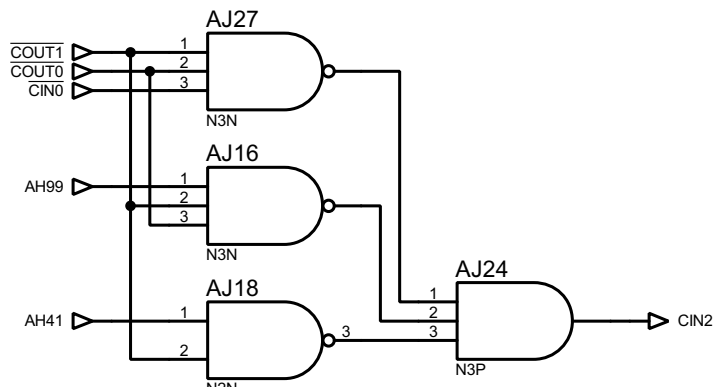 AJ27
COUT1 1
COUT0 2
CIN0 3
N3N
AJ16
AH99 1
2
3
N3N
AJ18
AJ24
AH41 1
1
2
3 3
CIN2
2
N3P